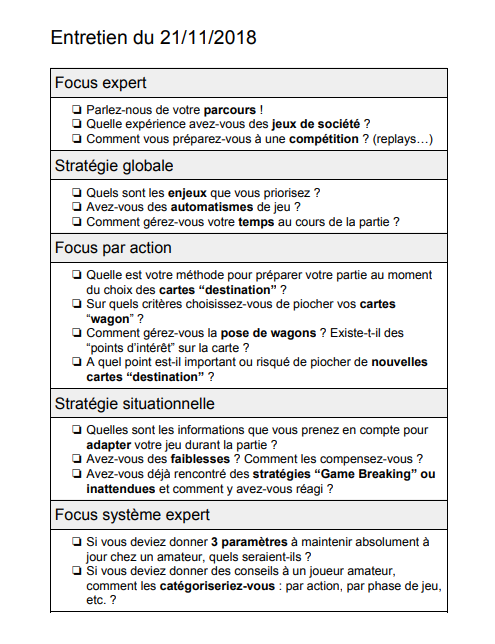 Entretien du 21/11/2018
Focus expert
❏ Parlez-nous de votre parcours !
❏ Quelle expérience avez-vous des jeux de société ?
❏ Comment vous préparez-vous à une compétition ? (replays…)
Stratégie globale
❏ Quels sont les enjeux que vous priorisez ?
❏ Avez-vous des automatismes de jeu ?
❏ Comment gérez-vous votre temps au cours de la partie ?
Focus par action
❏ Quelle est votre méthode pour préparer votre partie au moment
du choix des cartes “destination” ?
❏ Sur quels critères choisissez-vous de piocher vos cartes
“wagon” ?
❏ Comment gérez-vous la pose de wagons ? Existe-t-il des
“points d’intérêt” sur la carte ?
❏ A quel point est-il important ou risqué de piocher de nouvelles
cartes “destination” ?
Stratégie situationnelle
❏ Quelles sont les informations que vous prenez en compte pour
adapter votre jeu durant la partie ?
❏ Avez-vous des faiblesses ? Comment les compensez-vous ?
❏ Avez-vous déjà rencontré des stratégies “Game Breaking” ou
inattendues et comment y avez-vous réagi ?
Focus système expert
❏ Si vous deviez donner 3 paramètres à maintenir absolument à
jour chez un amateur, quels seraient-ils ?
❏ Si vous deviez donner des conseils à un joueur amateur,
comment les catégoriseriez-vous : par action, par phase de jeu,
etc. ?